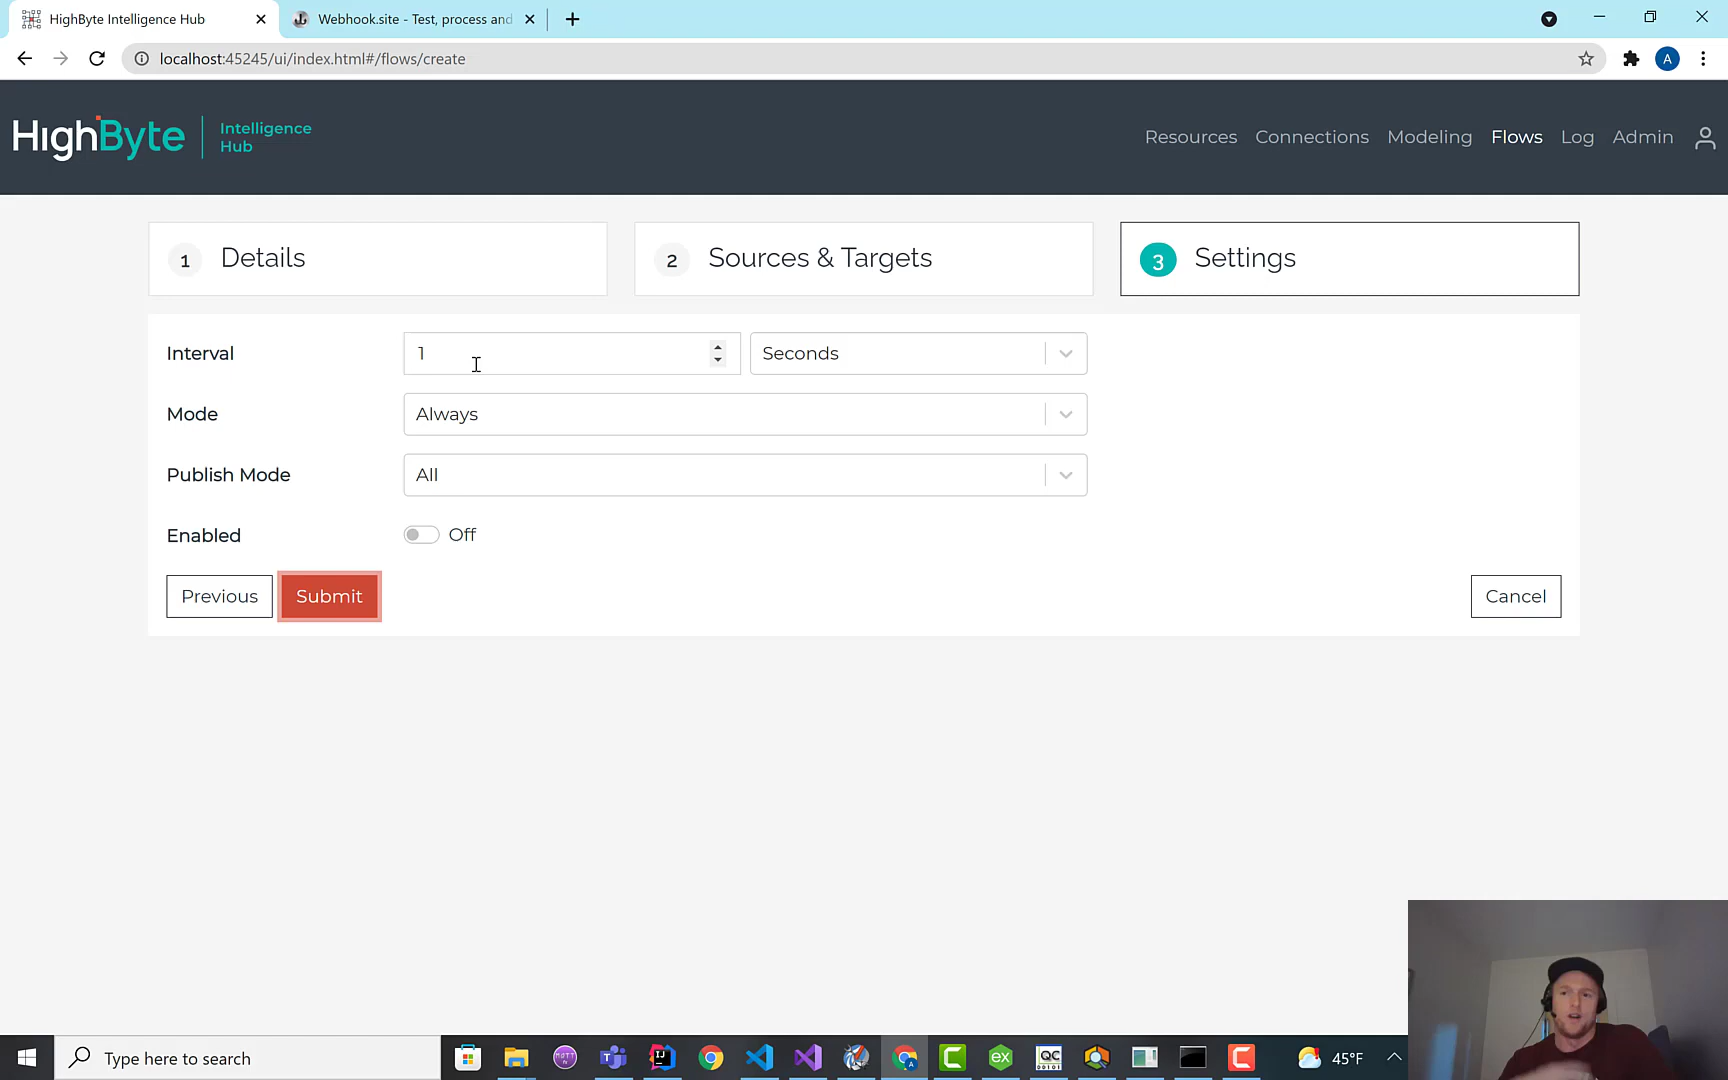 HighByte Intelligence Hub
Webhook.site - Test, process and
localhost:45245/ui/index.html#/flows/create
A
HighByte
Intelligence
Hub
Resources
Connections
Modeling
Flows
Log
Admin
1
Details
2
Sources & Targets
3
Settings
Interval
1
Seconds
Mode
Always
Publish Mode
All
Enabled
Off
Previous
Submit
Cancel
Type here to search
45°F